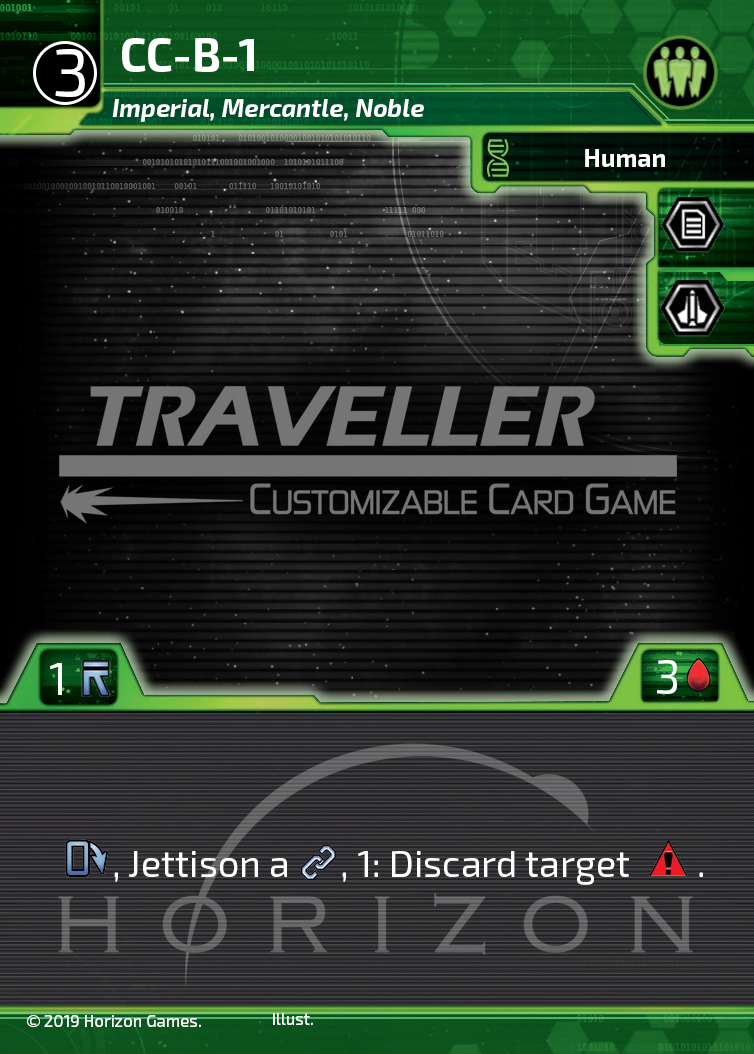 3
CC-B-1
Imperial, Mercantile, Noble
Human
TRAVELLER
CUSTOMIZABLE CARD GAME
1
3
, Jettison a , 1: Discard target .
HORIZON
© 2019 Horizon Games. Illust.